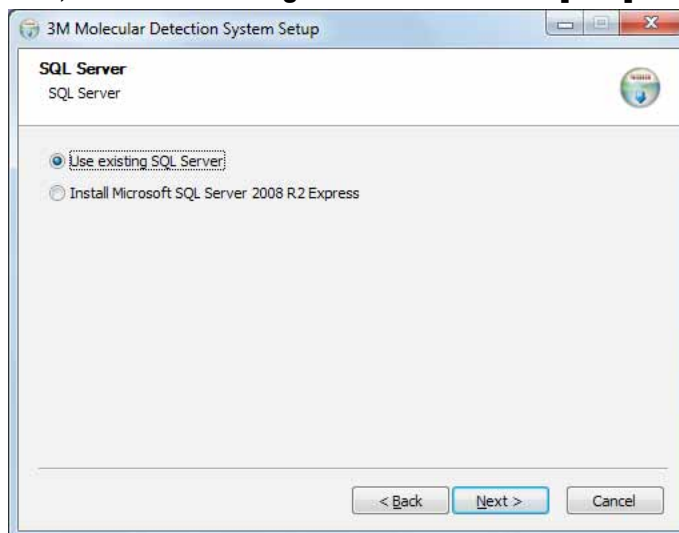 3M Molecular Detection System Setup
SQL Server
SQL Server
Use existing SQL Server
Install Microsoft SQL Server 2008 R2 Express
< Back
Next >
Cancel